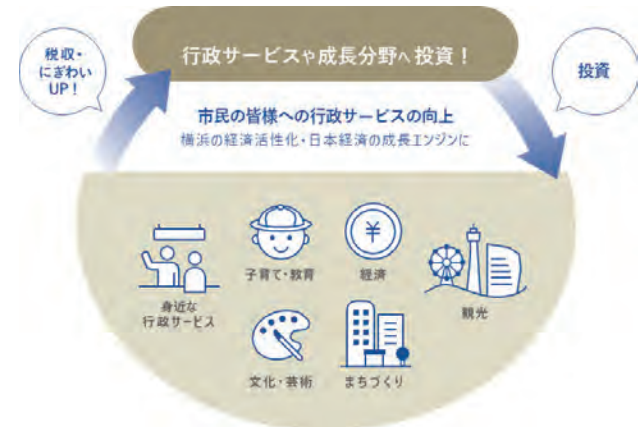 行政サービスや成長分野へ投資！
税収・
にぎわい
UP！
投資
市民の皆様への行政サービスの向上
横浜の経済活性化・日本経済の成長エンジンに
身近な
行政サービス
子育て・教育
経済
観光
文化・芸術
まちづくり